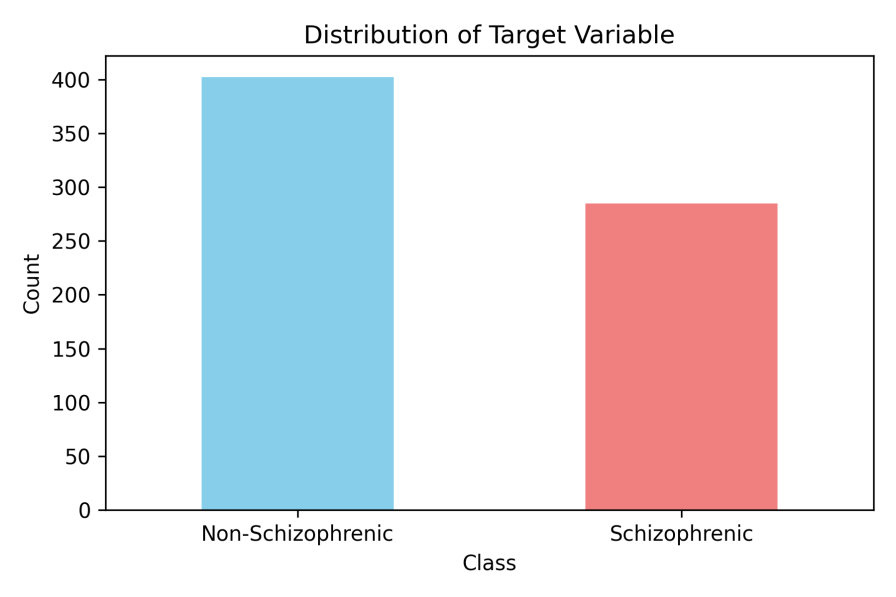 Distribution of Target Variable
Count
400
350
300
250
200
150
100
50
0
Non-Schizophrenic Schizophrenic
Class